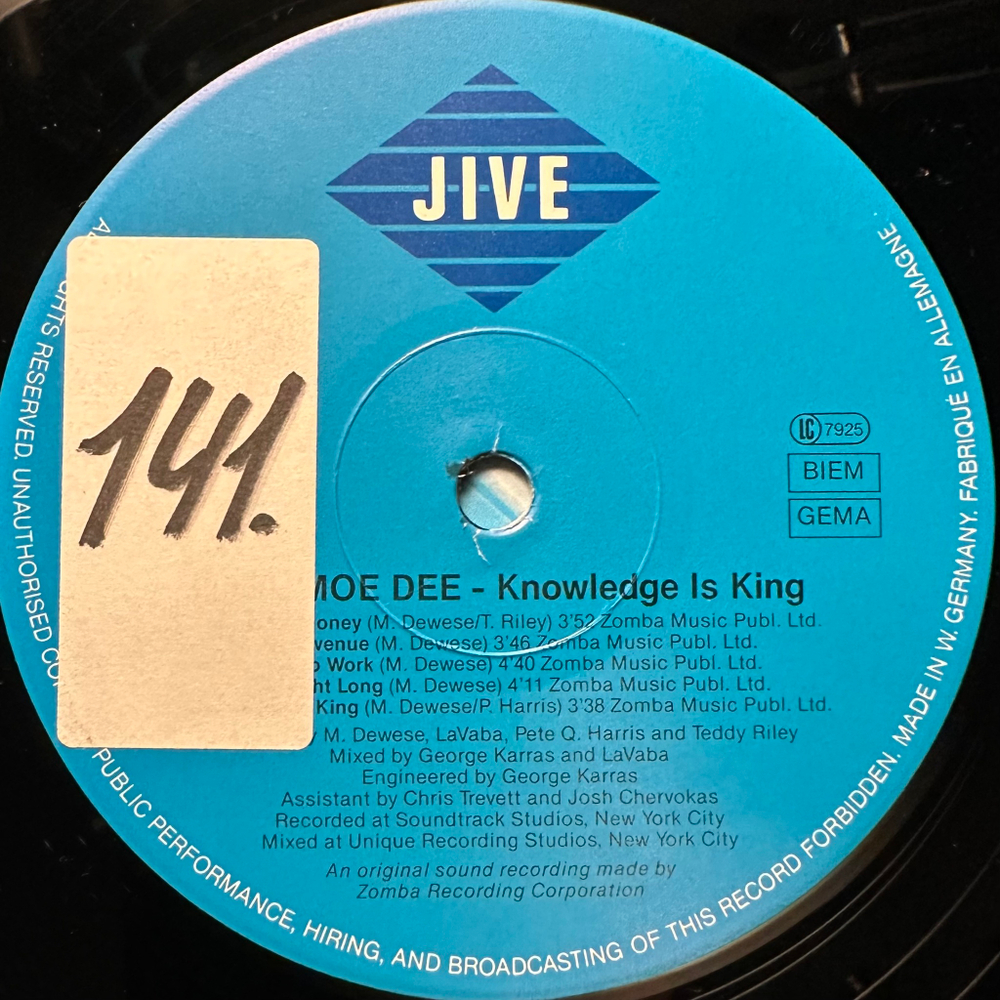 JIVE
141.
LC 7925
BIEM
GEMA
MOE DEE - Knowledge Is King
oney (M. Dewese/T. Riley) 3'52 Zomba Music Publ. Ltd.
venue (M. Dewese) 3'46 Zomba Music Publ. Ltd.
o Work (M. Dewese) 4'40 Zomba Music Publ. Ltd.
ht Long (M. Dewese) 4'11 Zomba Music Publ. Ltd.
King (M. Dewese/P. Harris) 3'38 Zomba Music Publ. Ltd.
y M. Dewese, LaVaba, Pete Q. Harris and Teddy Riley
Mixed by George Karras and LaVaba
Engineered by George Karras
Assistant by Chris Trevett and Josh Chervokas
Recorded at Soundtrack Studios, New York City
Mixed at Unique Recording Studios, New York City
An original sound recording made by
Zomba Recording Corporation
GHTS RESERVED. UNAUTHORISED CO PUBLIC PERFORMANCE, HIRING, AND BROADCASTING OF THIS RECORD FORBIDDEN. MADE IN W. GERMANY. FABRIQUÉ EN ALLEMAGNE